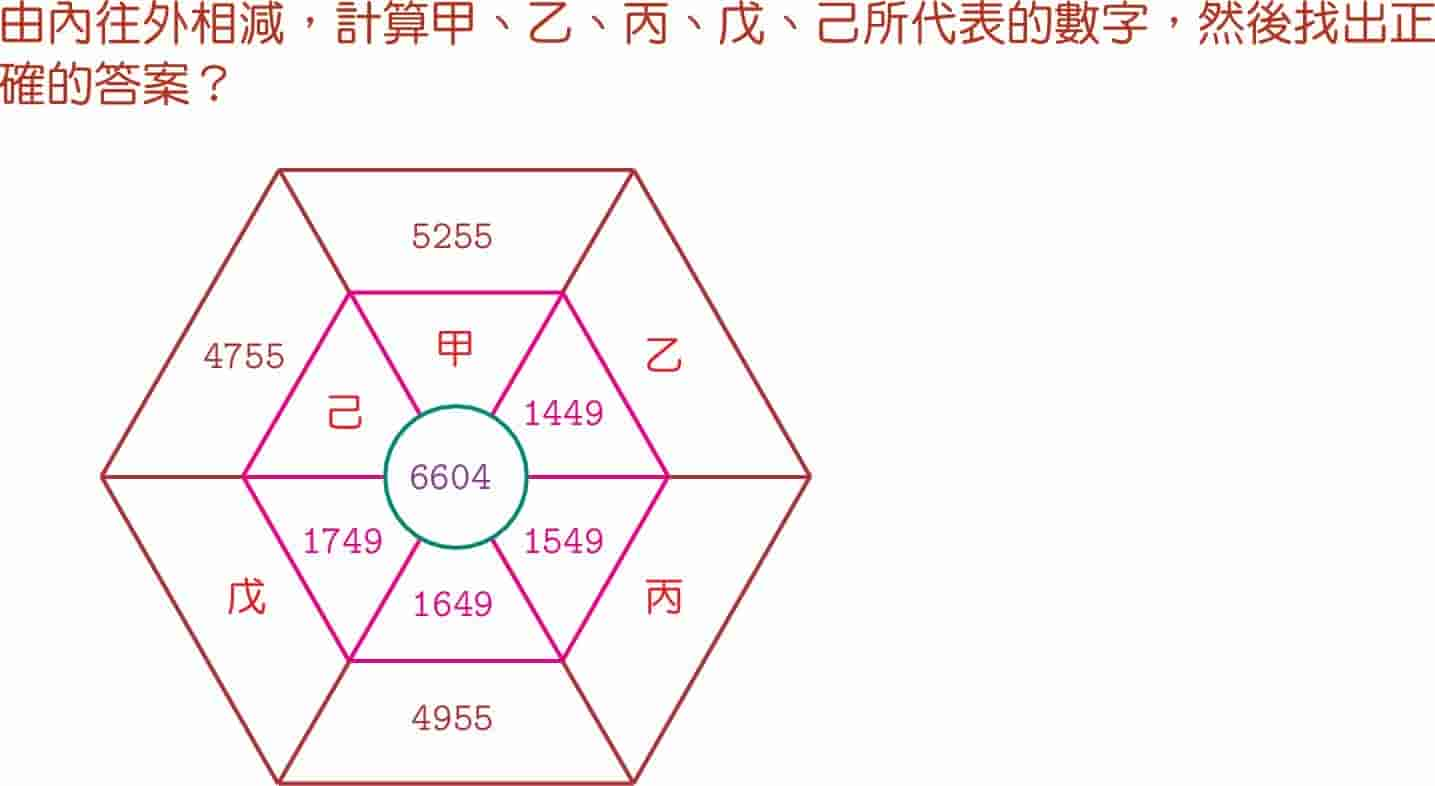 由內往外相減，計算甲、乙、丙、戊、己所代表的數字，然後找出正
確的答案？
5255
4755
甲
乙
己
1449
6604
1749
1549
戊
1649
丙
4955